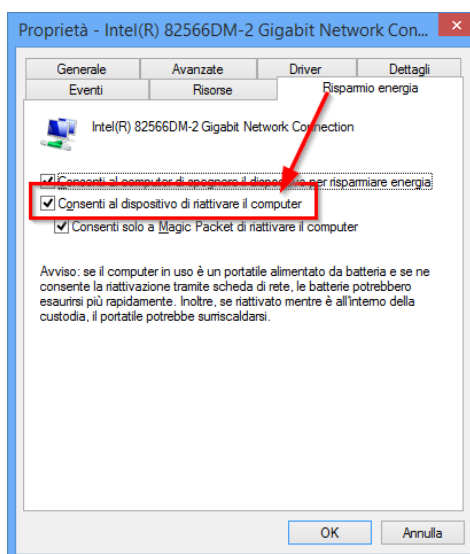 Proprietà - Intel(R) 82566DM-2 Gigabit Network Con...
Generale Avanzate Driver Dettagli
Eventi Risorse Risparmio energia
Intel(R) 82566DM-2 Gigabit Network Connection
Consenti al computer di spegnere il dispositivo per risparmiare energia
Consenti al dispositivo di riattivare il computer
Consenti solo a Magic Packet di riattivare il computer
Avviso: se il computer in uso è un portatile alimentato da batteria e se ne
consente la riattivazione tramite scheda di rete, le batterie potrebbero
esaurirsi più rapidamente. Inoltre, se riattivato mentre è all'interno della
custodia, il portatile potrebbe surriscaldarsi.
OK Annulla